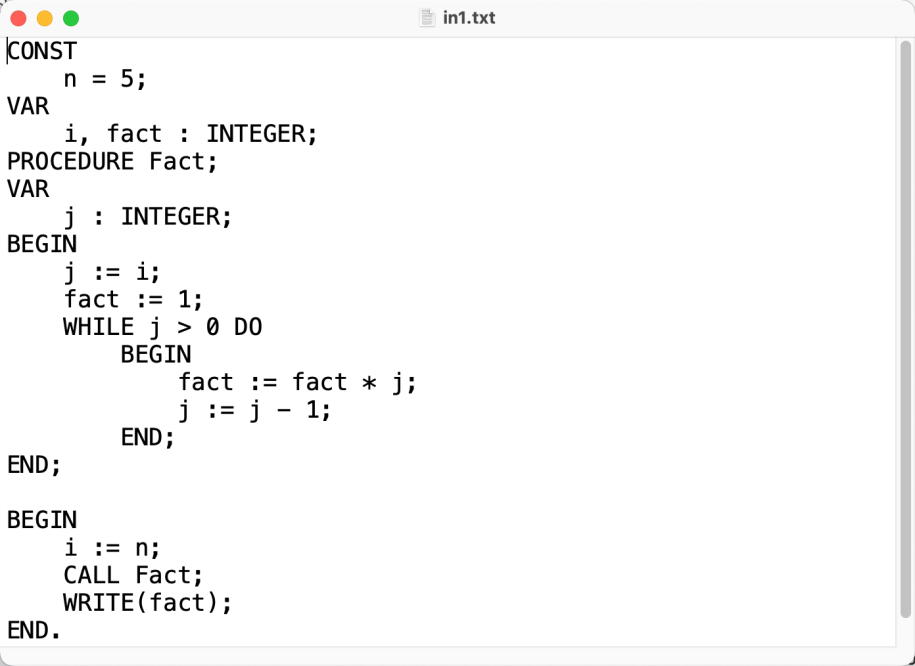 in1.txt
CONST
    n = 5;
VAR
    i, fact : INTEGER;
PROCEDURE Fact;
VAR
    j : INTEGER;
BEGIN
    j := i;
    fact := 1;
    WHILE j > 0 DO
        BEGIN
            fact := fact * j;
            j := j - 1;
        END;
END;

BEGIN
    i := n;
    CALL Fact;
    WRITE(fact);
END.